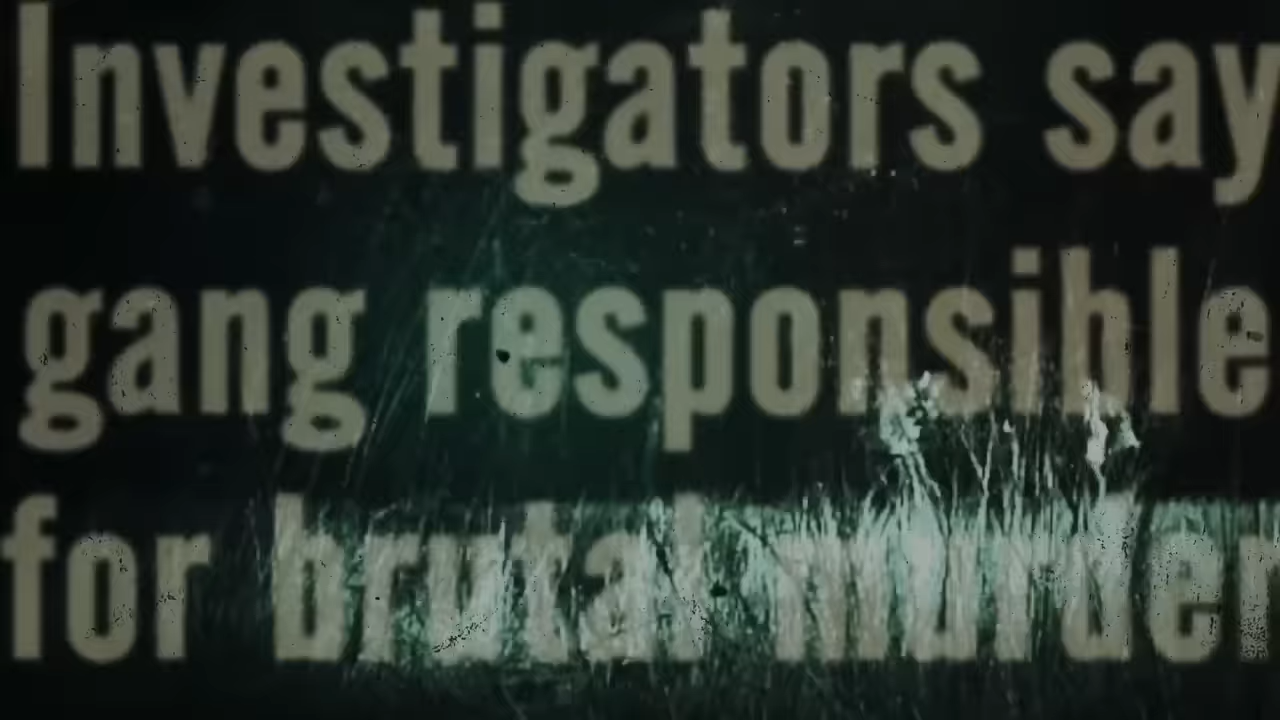 Investigators say
gang responsible
for brutal murder